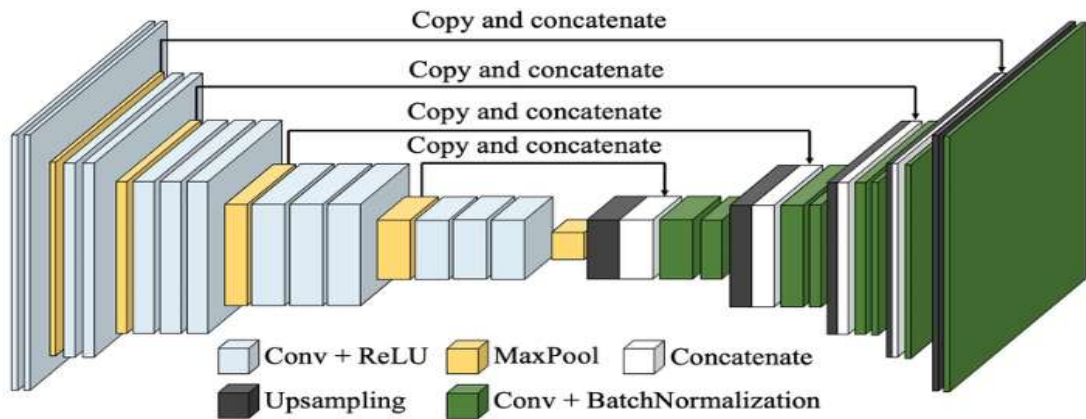 Copy and concatenate
Copy and concatenate
Copy and concatenate
Copy and concatenate
Conv + ReLU MaxPool Concatenate
Upsampling Conv + BatchNormalization